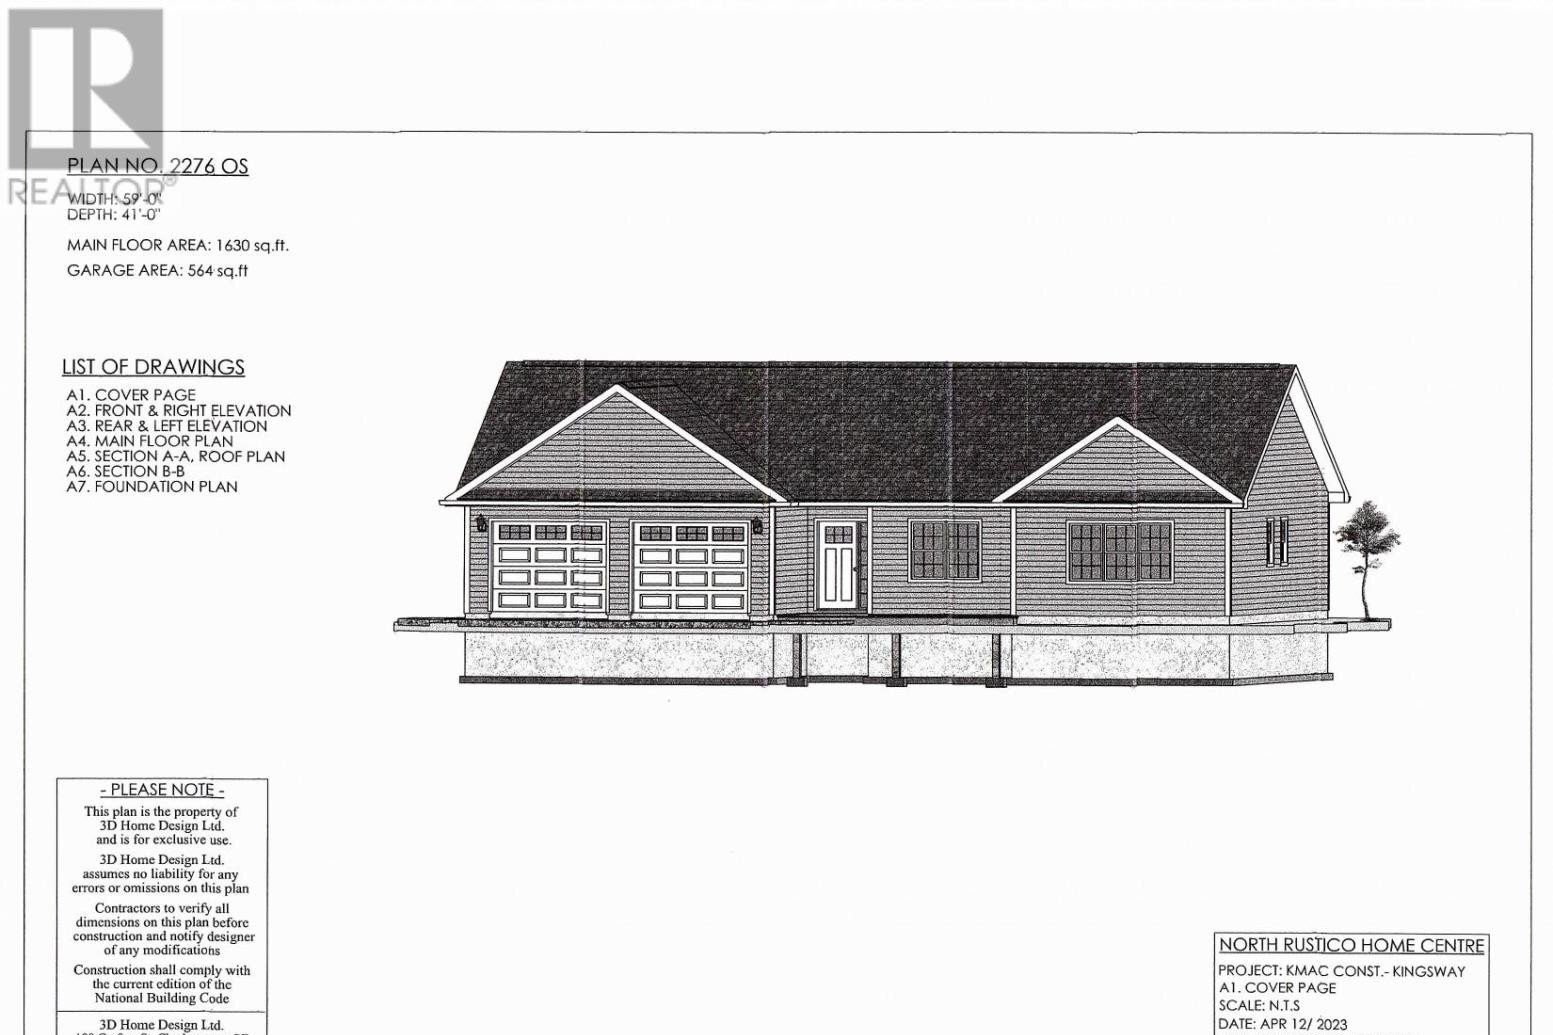 REALTOR®
PLAN NO. 2276 OS
WIDTH: 59'-0"
DEPTH: 41'-0"
MAIN FLOOR AREA: 1630 sq.ft.
GARAGE AREA: 564 sq.ft
LIST OF DRAWINGS
A1. COVER PAGE
A2. FRONT & RIGHT ELEVATION
A3. REAR & LEFT ELEVATION
A4. MAIN FLOOR PLAN
A5. SECTION A-A, ROOF PLAN
A6. SECTION B-B
A7. FOUNDATION PLAN
- PLEASE NOTE -
This plan is the property of
3D Home Design Ltd.
and is for exclusive use.
3D Home Design Ltd.
assumes no liability for any
errors or omissions on this plan
Contractors to verify all
dimensions on this plan before
construction and notify designer
of any modifications
Construction shall comply with
the current edition of the
National Building Code
3D Home Design Ltd.
NORTH RUSTICO HOME CENTRE
PROJECT: KMAC CONST.- KINGSWAY
A1. COVER PAGE
SCALE: N.T.S
DATE: APR 12/ 2023